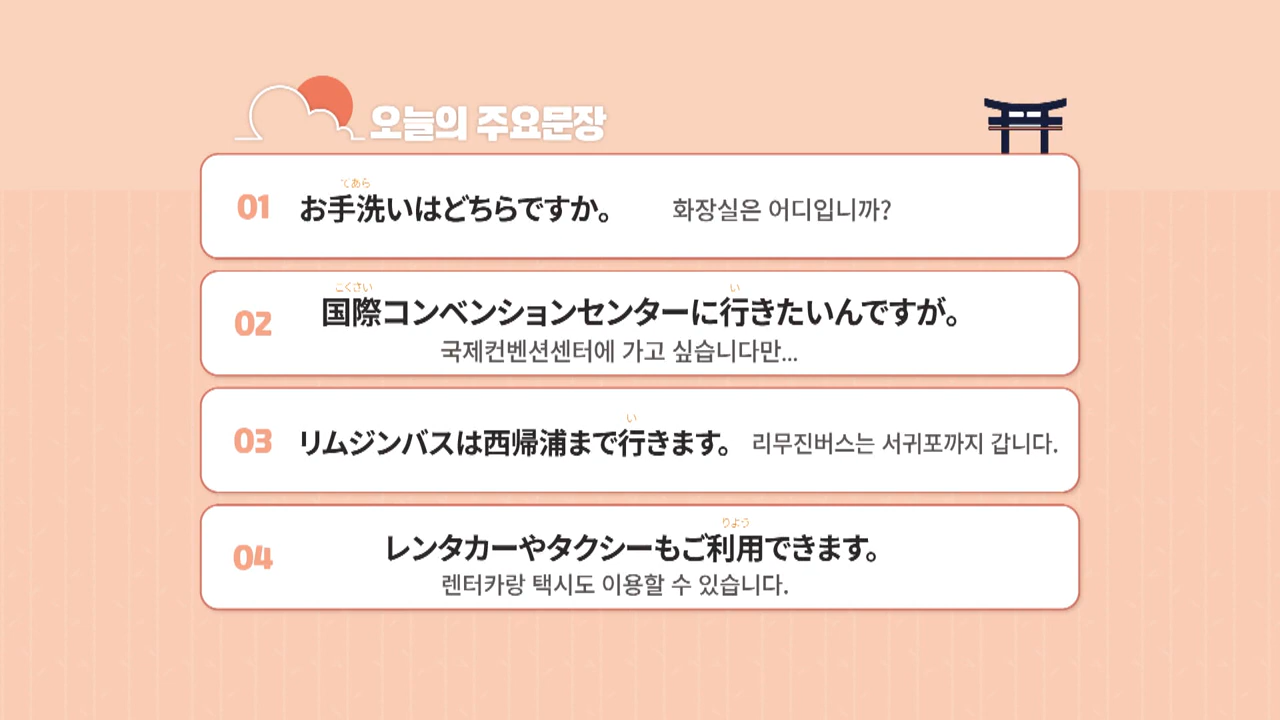 오늘의 주요문장
てあら
01 お手洗いはどちらですか。 화장실은 어디입니까?
こくさい い
02 国際コンベンションセンターに行きたいんですが。
국제컨벤션센터에 가고 싶습니다만...
い
03 リムジンバスは西帰浦まで行きます。 리무진버스는 서귀포까지 갑니다.
りよう
04 レンタカーやタクシーもご利用できます。
렌터카랑 택시도 이용할 수 있습니다.